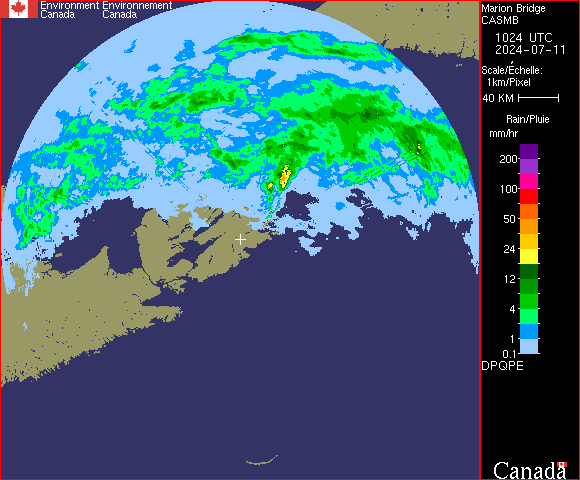 Environment Environnement
Canada Canada
Marion Bridge
CASMB
1024 UTC
2024-07-11
Scale/Échelle:
1km/Pixel
40 KM
Rain/Pluie
mm/hr
200
100
50
24
12
4
1
0.1
DPQPE
Canada